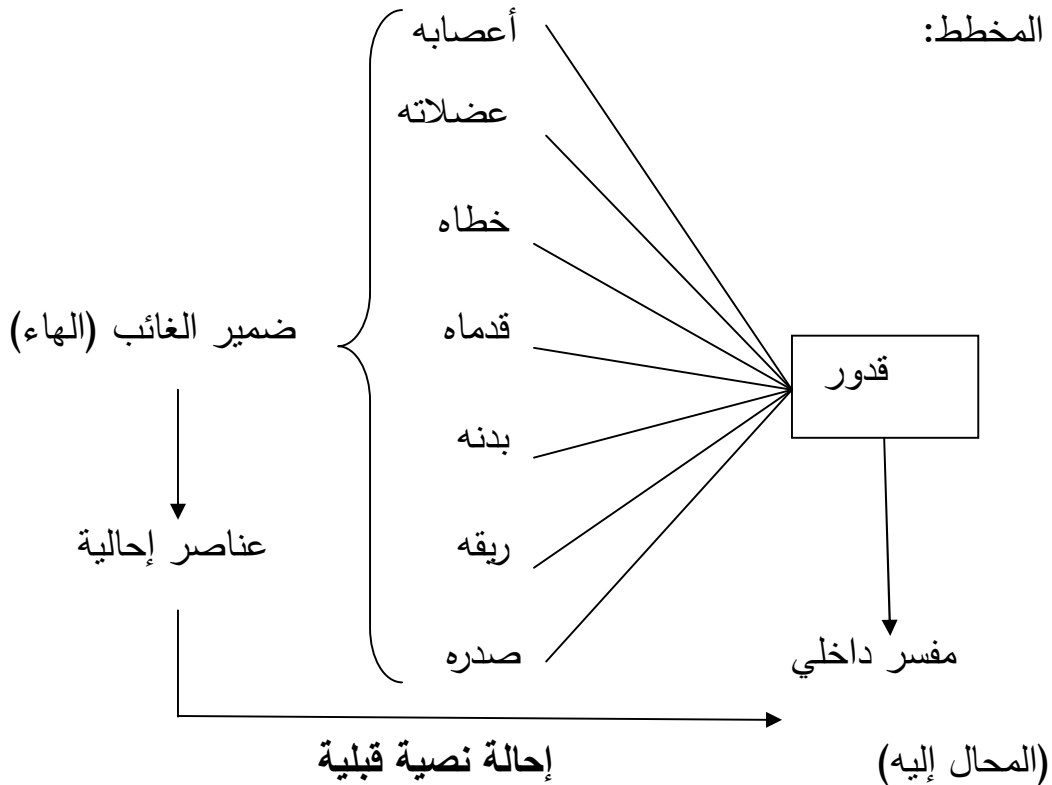 المخطط:
أعصابه
عضلاته
خطاه
قدماه
بدنه
ريقه
صدره
قدور
ضمير الغائب (الهاء)
عناصر إحالية
مفسر داخلي
(المحال إليه)
إحالة نصية قبلية